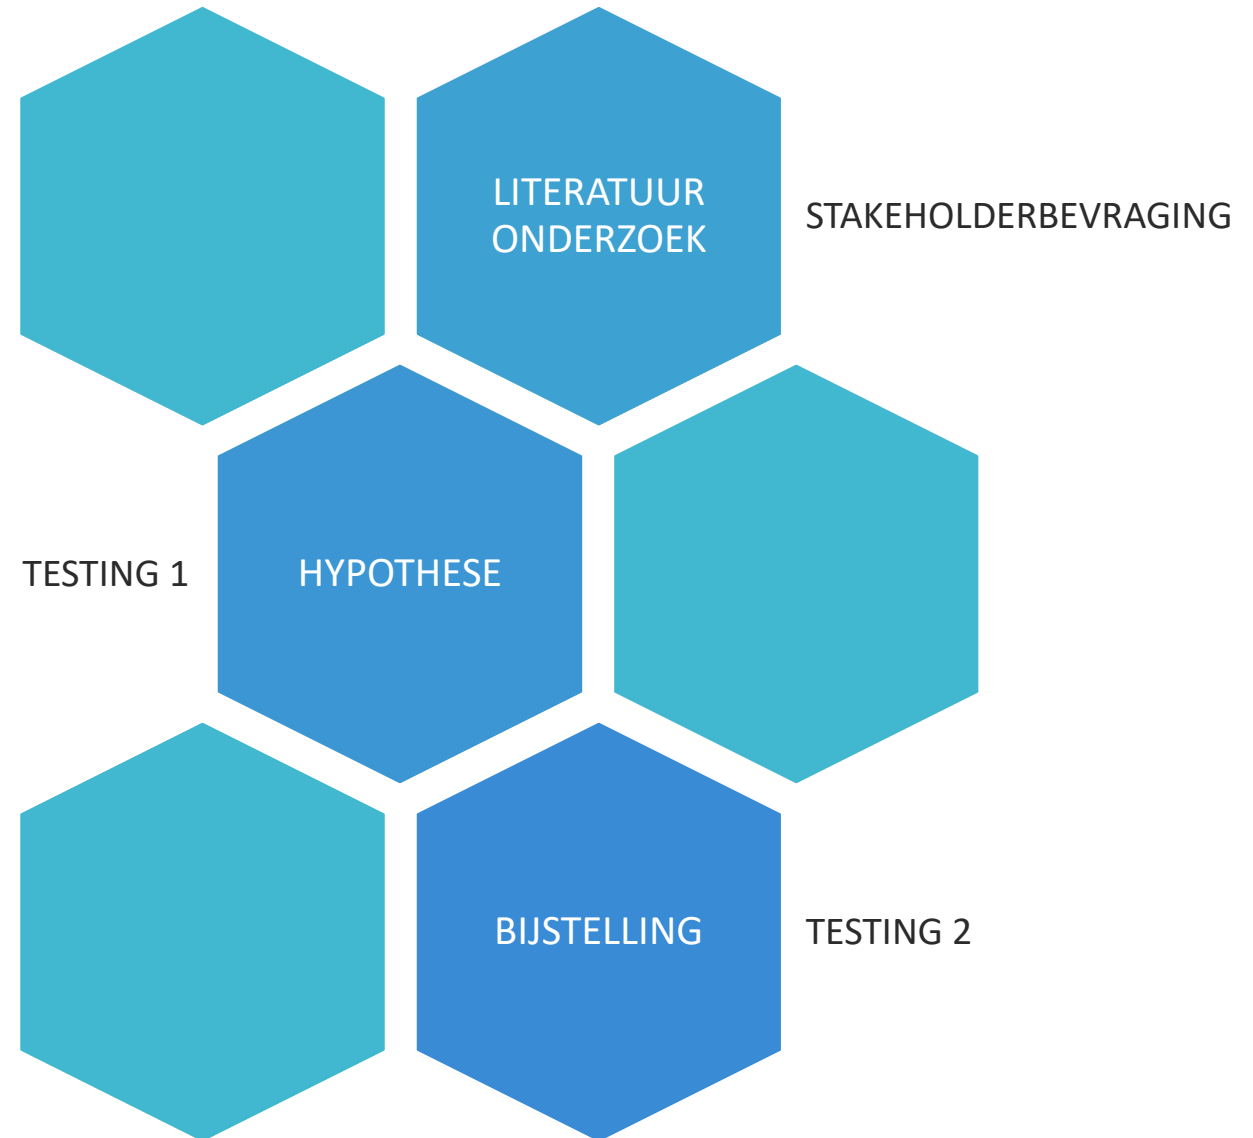 LITERATUUR
ONDERZOEK
STAKEHOLDERBEVRAGING
TESTING 1
HYPOTHESE
BIJSTELLING
TESTING 2